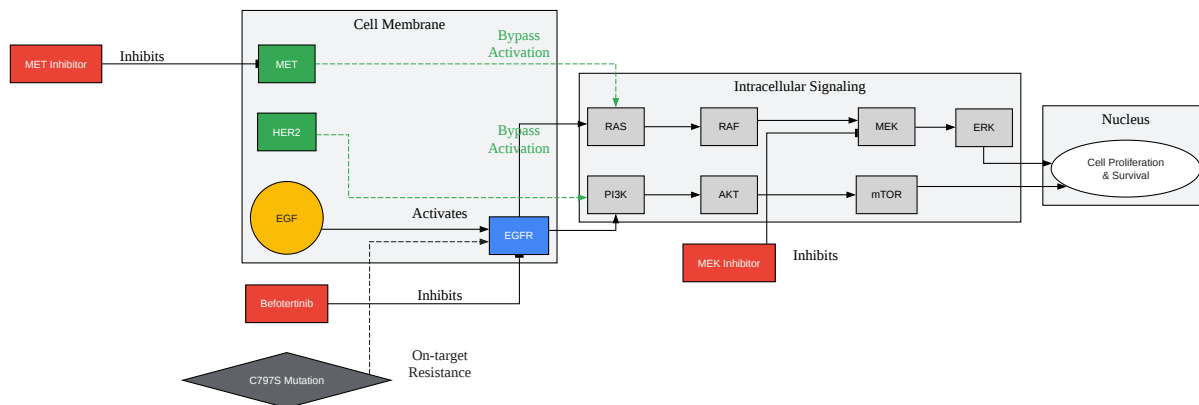 Cell Membrane
MET Inhibitor
Inhibits
MET
Bypass
Activation
HER2
Bypass
Activation
EGF
Activates
EGFR
Befotertinib
Inhibits
C797S Mutation
On-target
Resistance
Intracellular Signaling
RAS
RAF
MEK
ERK
PI3K
AKT
mTOR
MEK Inhibitor
Inhibits
Nucleus
Cell Proliferation
& Survival